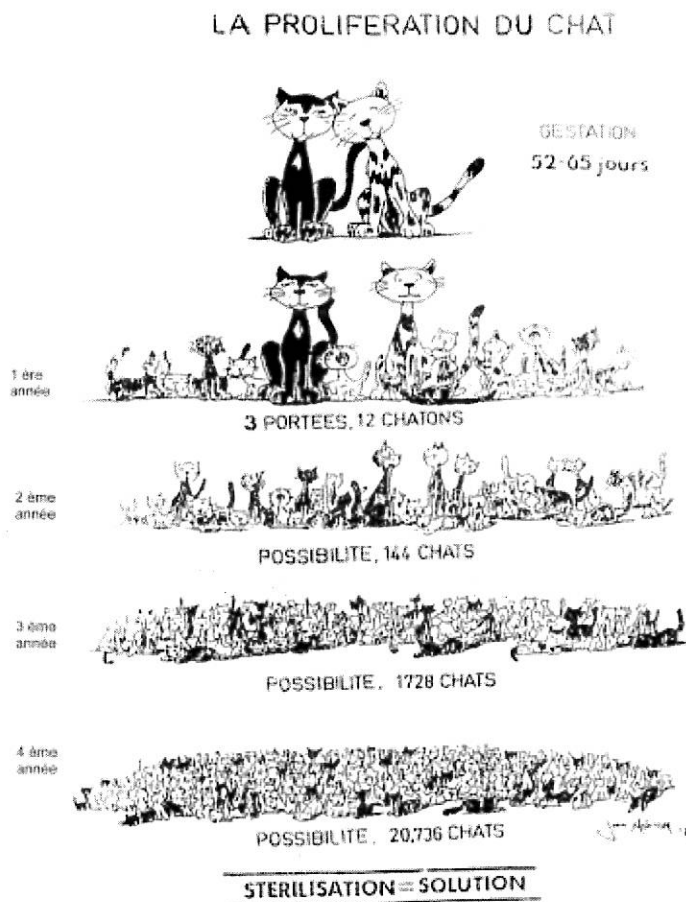 LA PROLIFERATION DU CHAT
GESTATION
52-65 jours
1 ère
année
3 PORTEES, 12 CHATONS
2 ème
année
POSSIBILITE, 144 CHATS
3 ème
année
POSSIBILITE, 1728 CHATS
4 ème
année
POSSIBILITE, 20,736 CHATS
STERILISATION = SOLUTION